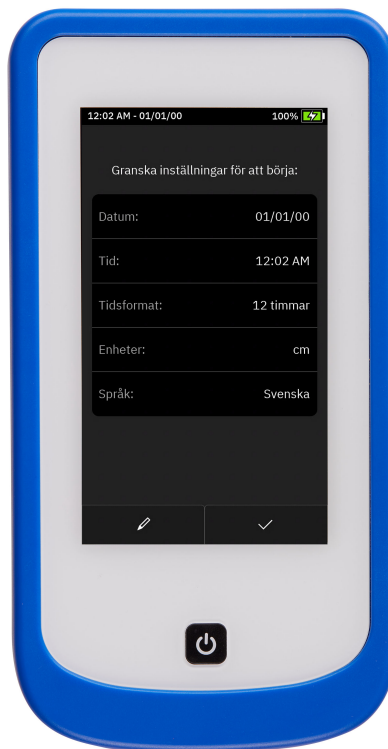 12:02 AM - 01/01/00 100%
Granska inställningar för att börja:
Datum: 01/01/00
Tid: 12:02 AM
Tidsformat: 12 timmar
Enheter: cm
Språk: Svenska